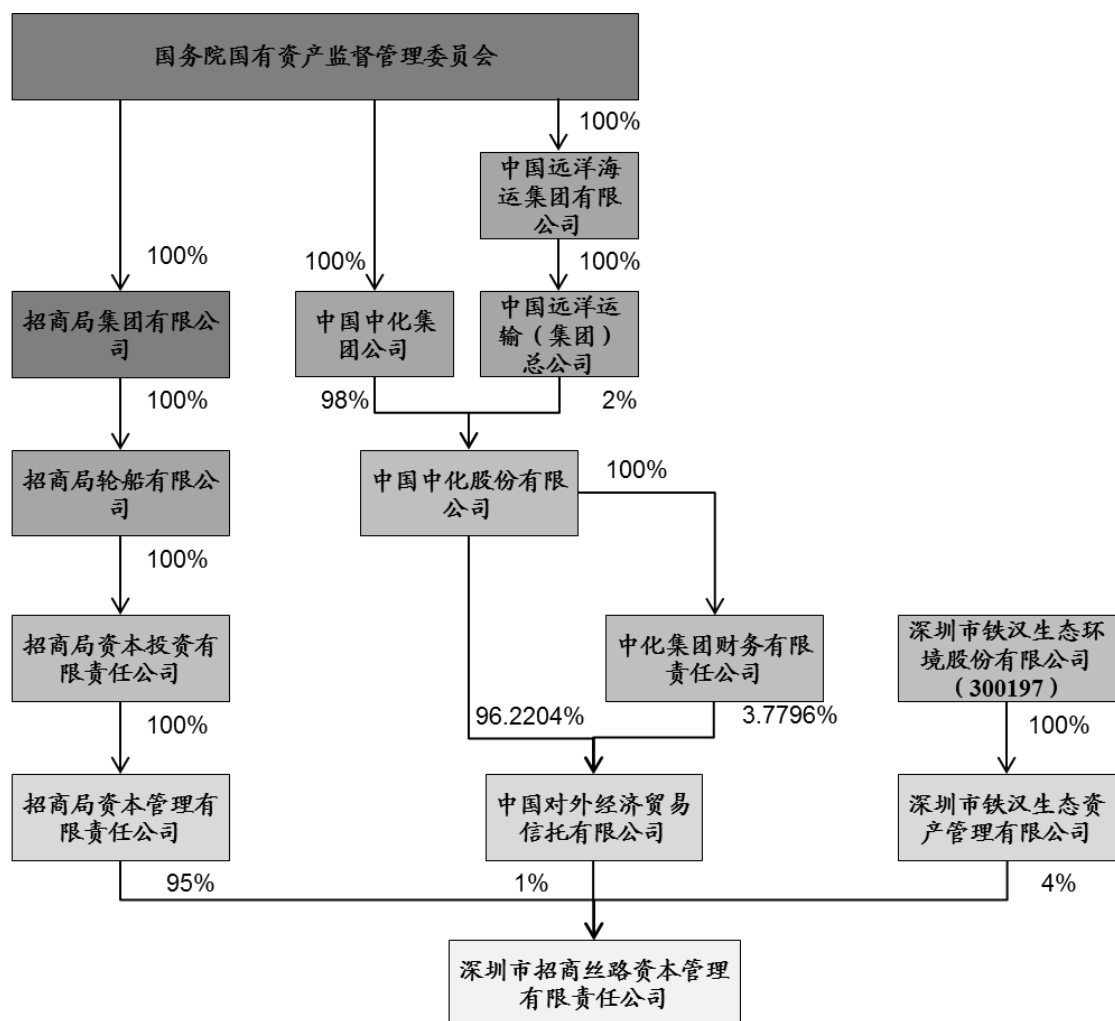 国务院国有资产监督管理委员会
100%
中国远洋海
运集团有限
公司
100%
100%
100%
招商局集团有限公
司
中国中化集
团公司
中国远洋运
输（集团）
总公司
100%
98%
2%
招商局轮船有限公
司
中国中化股份有限
公司
100%
100%
招商局资本投资有
限责任公司
中化集团财务有限
责任公司
深圳市铁汉生态环
境股份有限公司
（300197）
100%
96.2204%
3.7796%
100%
招商局资本管理有
限责任公司
中国对外经济贸易
信托有限公司
深圳市铁汉生态资
产管理有限公司
95%
1%
4%
深圳市招商丝路资本管理
有限责任公司